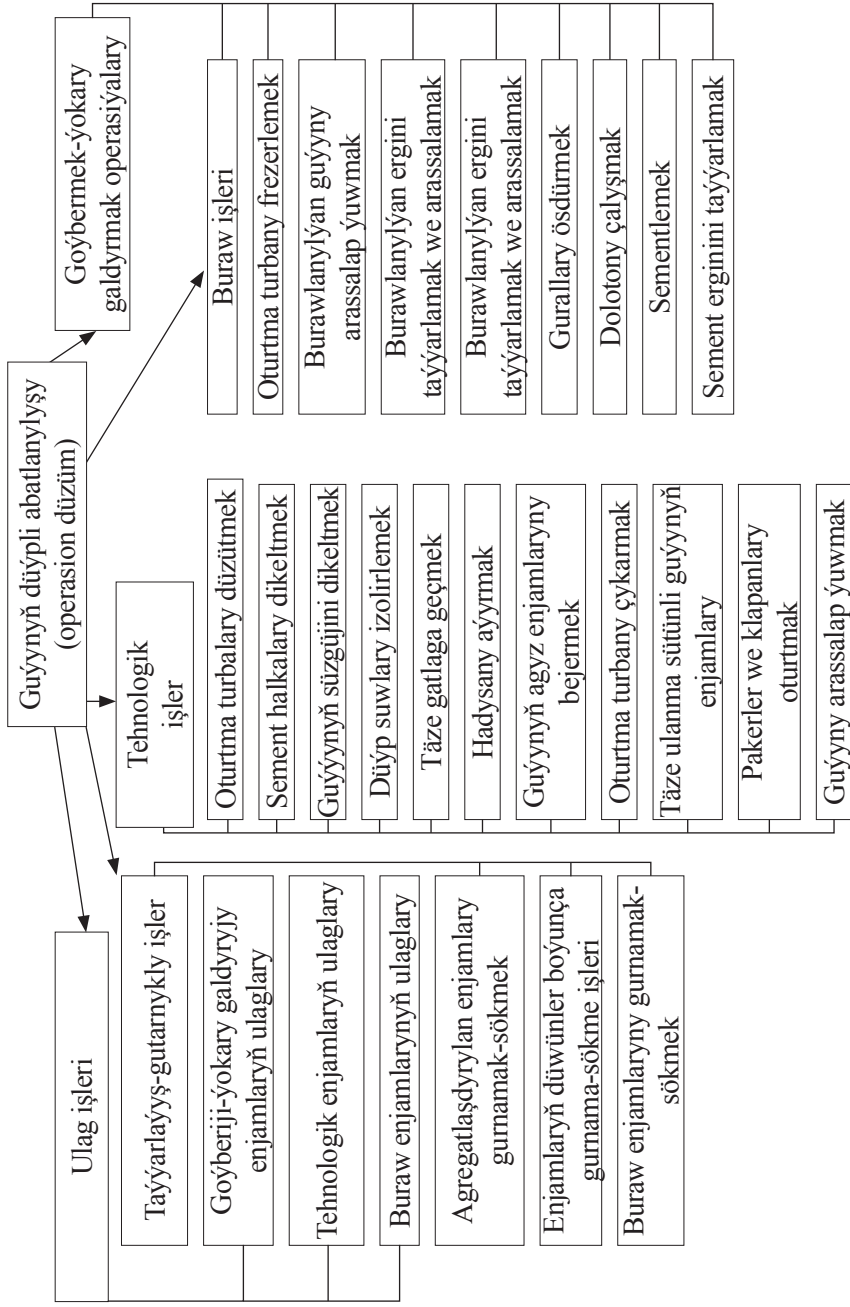 Guýynyň düýpli abatlanylyşy
(operasion düzüm)
Ulag işleri
Taýýarlaýyş-gutarnykly işler
Goýberiji-ýokary galdyryjy
enjamlaryň ulaglary
Tehnologik enjamlaryň ulaglary
Buraw enjamlarynyň ulaglary
Agregatlaşdyrylan enjamlary
gurnamak-sökmek
Enjamlaryň düwünler boýunça
gurnama-sökme işleri
Buraw enjamlaryny gurnamak-
sökmek
Tehnologik
işler
Oturtma turbalary düzütmek
Sement halkalary dikeltmek
Guýyynyň süzgüjini dikeltmek
Düýp suwlary izolirlemek
Täze gatlaga geçmek
Hadysany aýyrmak
Guýynyň agyz enjamlaryny
bejermek
Oturtma turbany çykarmak
Täze ulanma sütünli guýynyň
enjamlary
Pakerler we klapanlary
oturtmak
Guýyny arassalap ýuwmak
Goýbermek-ýokary
galdyrmak operasiýalary
Buraw işleri
Oturtma turbany frezerlemek
Burawlanylýan guýyny
arassalap ýuwmak
Burawlanylýan ergini
taýýarlamak we arassalamak
Burawlanylýan ergini
taýýarlamak we arassalamak
Gurallary ösdürmek
Dolotony çalyşmak
Sementlemek
Sement erginini taýýarlamak